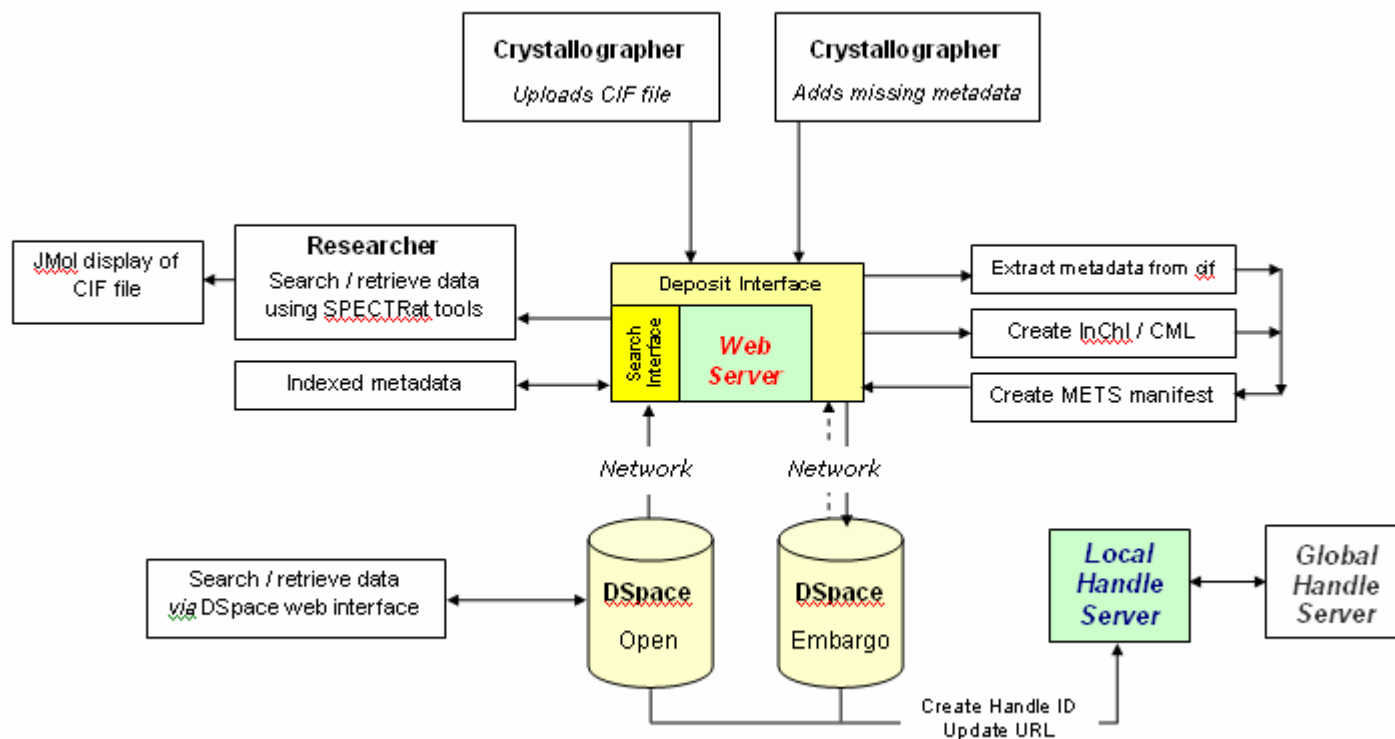 Crystallographer
Uploads CIF file
Crystallographer
Adds missing metadata
JMol display of
CIF file
Researcher
Search / retrieve data
using SPECTRat tools
Indexed metadata
Deposit Interface
Search
Interface
Web
Server
Extract metadata from cif
Create InChI / CML
Create METS manifest
Network
Network
Search / retrieve data
via DSpace web interface
DSpace
Open
DSpace
Embargo
Local
Handle
Server
Global
Handle
Server
Create Handle ID
Update URL